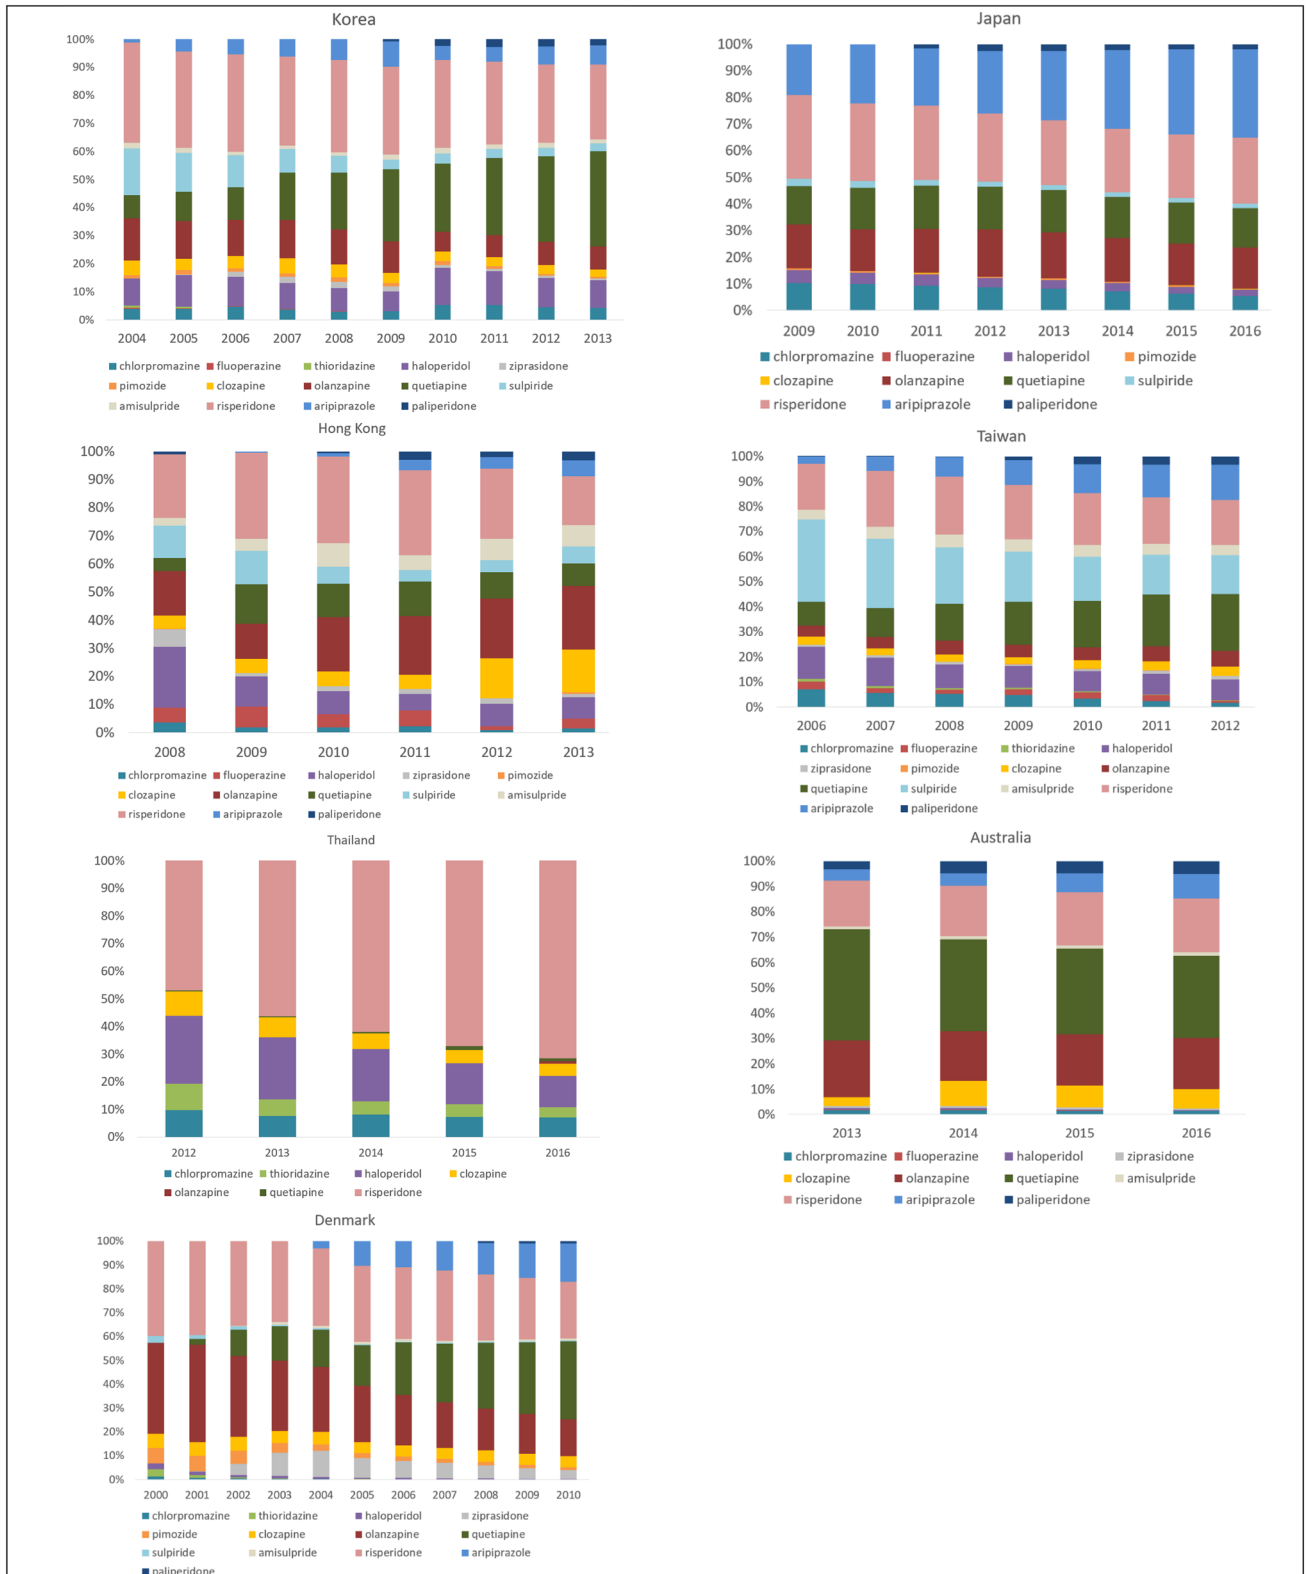 Korea
100%
90%
80%
70%
60%
50%
40%
30%
20%
10%
0%
2004 2005 2006 2007 2008 2009 2010 2011 2012 2013
chlorpromazine fluoperazine thioridazine haloperidol ziprasidone
pimozide clozapine olanzapine quetiapine sulpiride
amisulpride risperidone aripiprazole paliperidone
Japan
100%
90%
80%
70%
60%
50%
40%
30%
20%
10%
0%
2009 2010 2011 2012 2013 2014 2015 2016
chlorpromazine fluoperazine haloperidol pimozide
clozapine olanzapine quetiapine sulpiride
risperidone aripiprazole paliperidone
Hong Kong
100%
90%
80%
70%
60%
50%
40%
30%
20%
10%
0%
2008 2009 2010 2011 2012 2013
chlorpromazine fluoperazine haloperidol ziprasidone pimozide
clozapine olanzapine quetiapine sulpiride amisulpride
risperidone aripiprazole paliperidone
Taiwan
100%
90%
80%
70%
60%
50%
40%
30%
20%
10%
0%
2006 2007 2008 2009 2010 2011 2012
chlorpromazine fluoperazine thioridazine haloperidol
ziprasidone pimozide clozapine olanzapine
quetiapine sulpiride amisulpride risperidone
aripiprazole paliperidone
Thailand
100%
90%
80%
70%
60%
50%
40%
30%
20%
10%
0%
2012 2013 2014 2015 2016
chlorpromazine thioridazine haloperidol clozapine
olanzapine quetiapine risperidone
Australia
100%
90%
80%
70%
60%
50%
40%
30%
20%
10%
0%
2013 2014 2015 2016
chlorpromazine fluoperazine haloperidol ziprasidone
clozapine olanzapine quetiapine amisulpride
risperidone aripiprazole paliperidone
Denmark
100%
90%
80%
70%
60%
50%
40%
30%
20%
10%
0%
2000 2001 2002 2003 2004 2005 2006 2007 2008 2009 2010
chlorpromazine thioridazine haloperidol ziprasidone
pimozide clozapine olanzapine quetiapine
sulpiride amisulpride risperidone aripiprazole
paliperidone